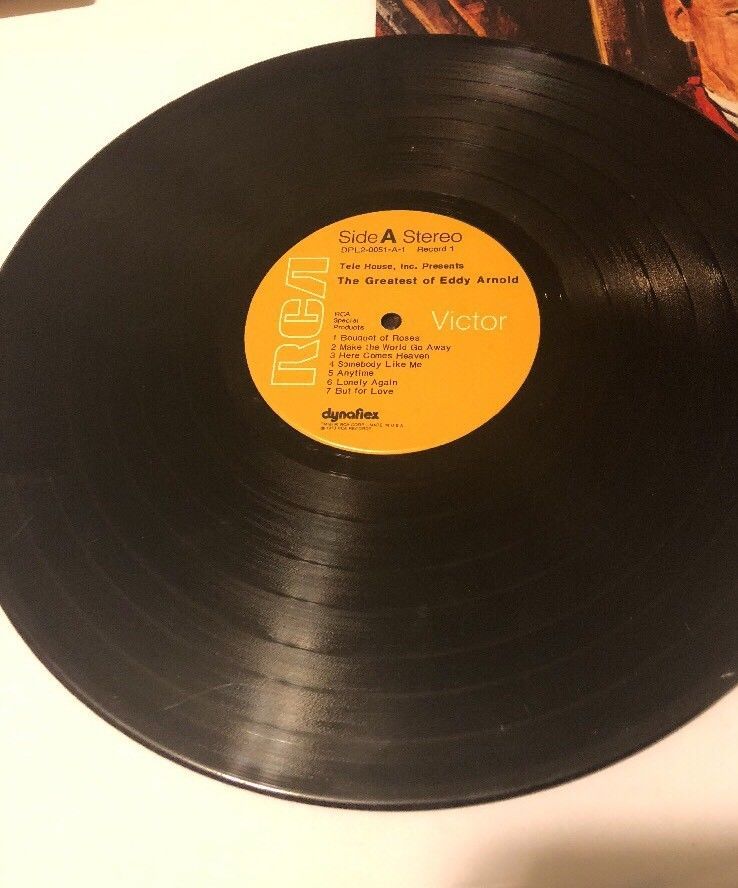 Side A Stereo
DPL2-0051-A-1 Record 1
Tele House, Inc. Presents
The Greatest of Eddy Arnold
RCA
RCA
Special
Products
Victor
1 Bouquet of Roses
2 Make the World Go Away
3 Here Comes Heaven
4 Somebody Like Me
5 Anytime
6 Lonely Again
7 But for Love
dynaflex